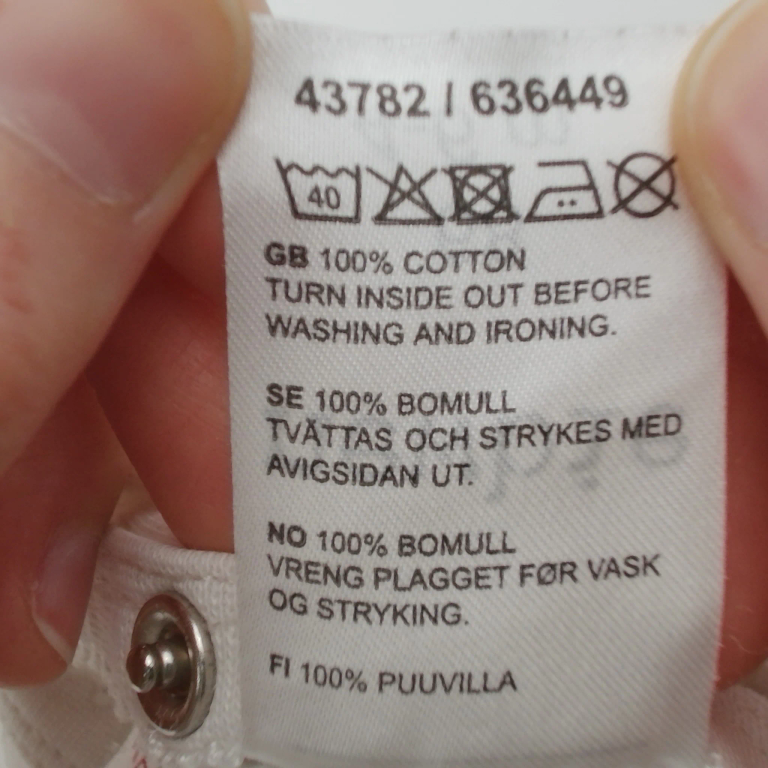 43782 / 636449
40
GB 100% COTTON
TURN INSIDE OUT BEFORE
WASHING AND IRONING.
SE 100% BOMULL
TVÄTTAS OCH STRYKES MED
AVIGSIDAN UT.
NO 100% BOMULL
VRENG PLAGGET FØR VASK
OG STRYKING.
FI 100% PUUVILLA